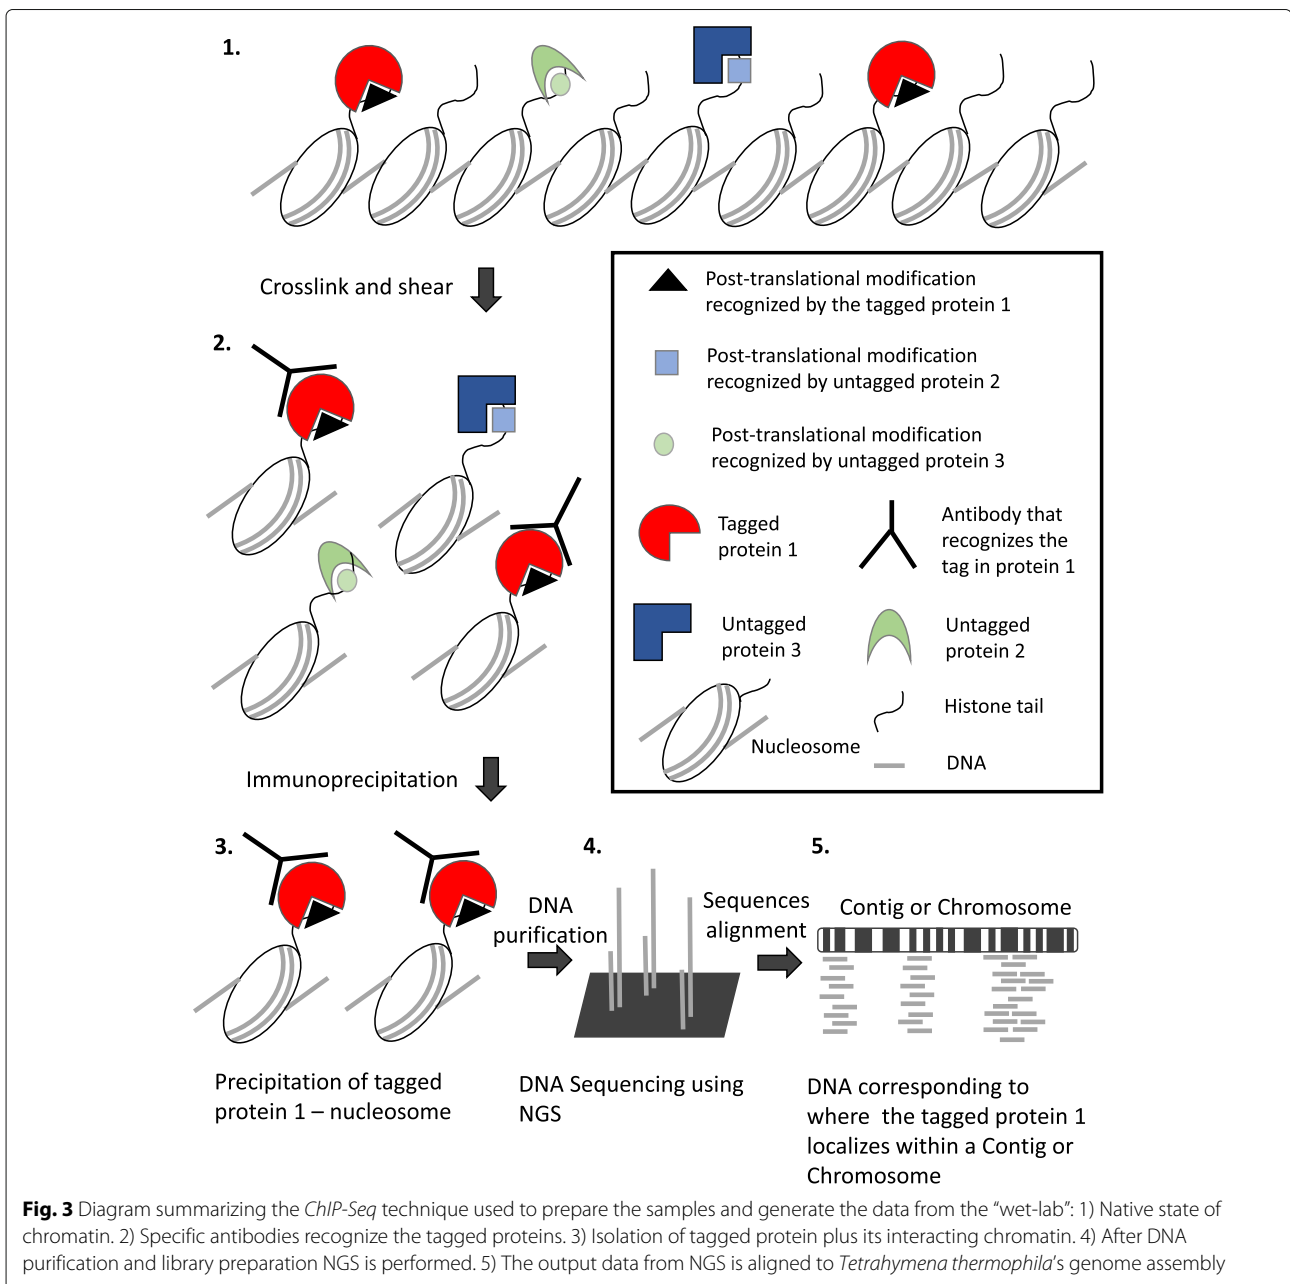 1.
Crosslink and shear
2.
Post-translational modification
recognized by the tagged protein 1
Post-translational modification
recognized by untagged protein 2
Post-translational modification
recognized by untagged protein 3
Tagged
protein 1
Antibody that
recognizes the
tag in protein 1
Untagged
protein 3
Untagged
protein 2
Nucleosome
Histone tail
DNA
Immunoprecipitation
3.
Precipitation of tagged
protein 1 – nucleosome
DNA
purification
4.
DNA Sequencing using
NGS
Sequences
alignment
5.
Contig or Chromosome
DNA corresponding to
where the tagged protein 1
localizes within a Contig or
Chromosome
Fig. 3 Diagram summarizing the ChIP-Seq technique used to prepare the samples and generate the data from the “wet-lab”: 1) Native state of
chromatin. 2) Specific antibodies recognize the tagged proteins. 3) Isolation of tagged protein plus its interacting chromatin. 4) After DNA
purification and library preparation NGS is performed. 5) The output data from NGS is aligned to Tetrahymena thermophila’s genome assembly